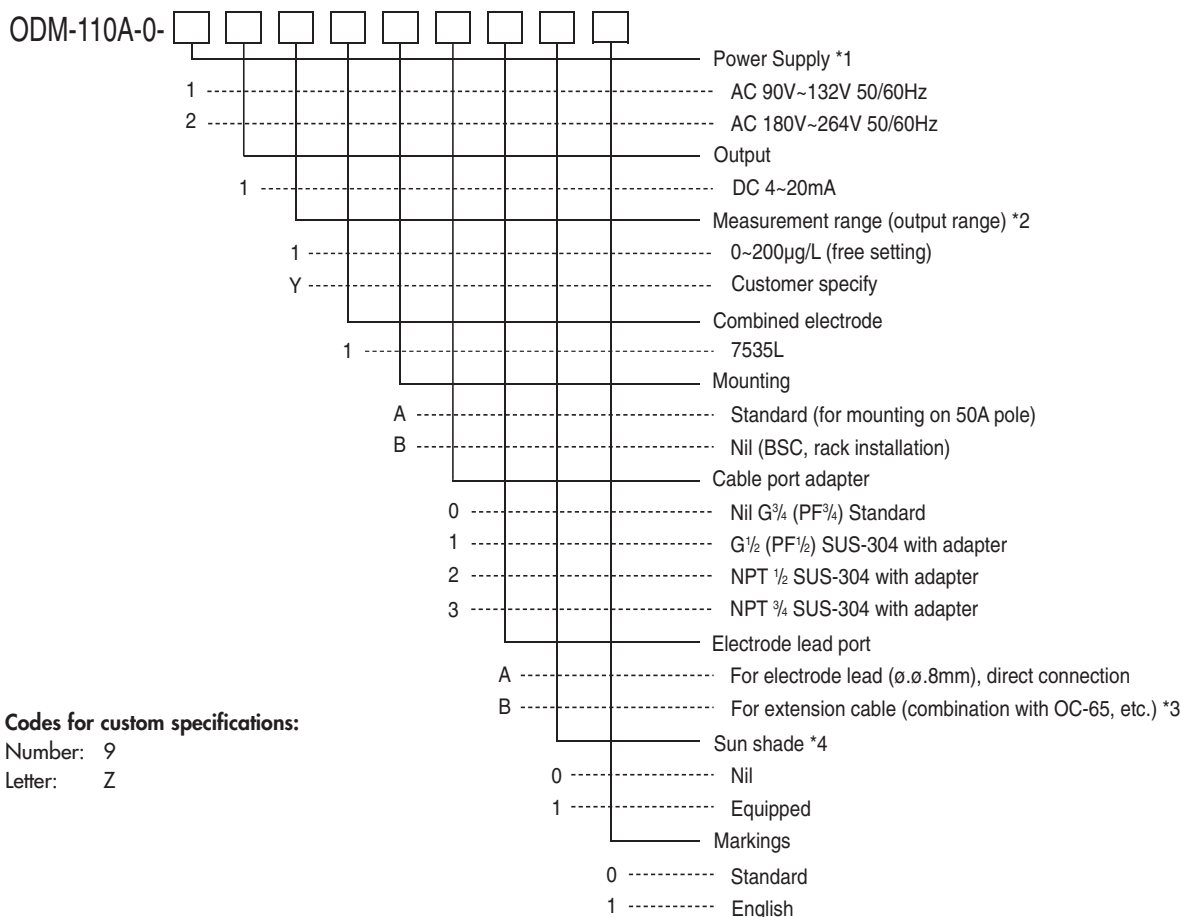 ODM-110A-0-
Power Supply *1
1 AC 90V~132V 50/60Hz
2 AC 180V~264V 50/60Hz
Output
1 DC 4~20mA
Measurement range (output range) *2
1 0~200µg/L (free setting)
Y Customer specify
Combined electrode
1 7535L
Mounting
A Standard (for mounting on 50A pole)
B Nil (BSC, rack installation)
Cable port adapter
0 Nil G¾ (PF¾) Standard
1 G½ (PF½) SUS-304 with adapter
2 NPT ½ SUS-304 with adapter
3 NPT ¾ SUS-304 with adapter
Electrode lead port
A For electrode lead (ø.ø.8mm), direct connection
B For extension cable (combination with OC-65, etc.) *3
Sun shade *4
0 Nil
1 Equipped
Markings
0 Standard
1 English
Codes for custom specifications:
Number: 9
Letter: Z